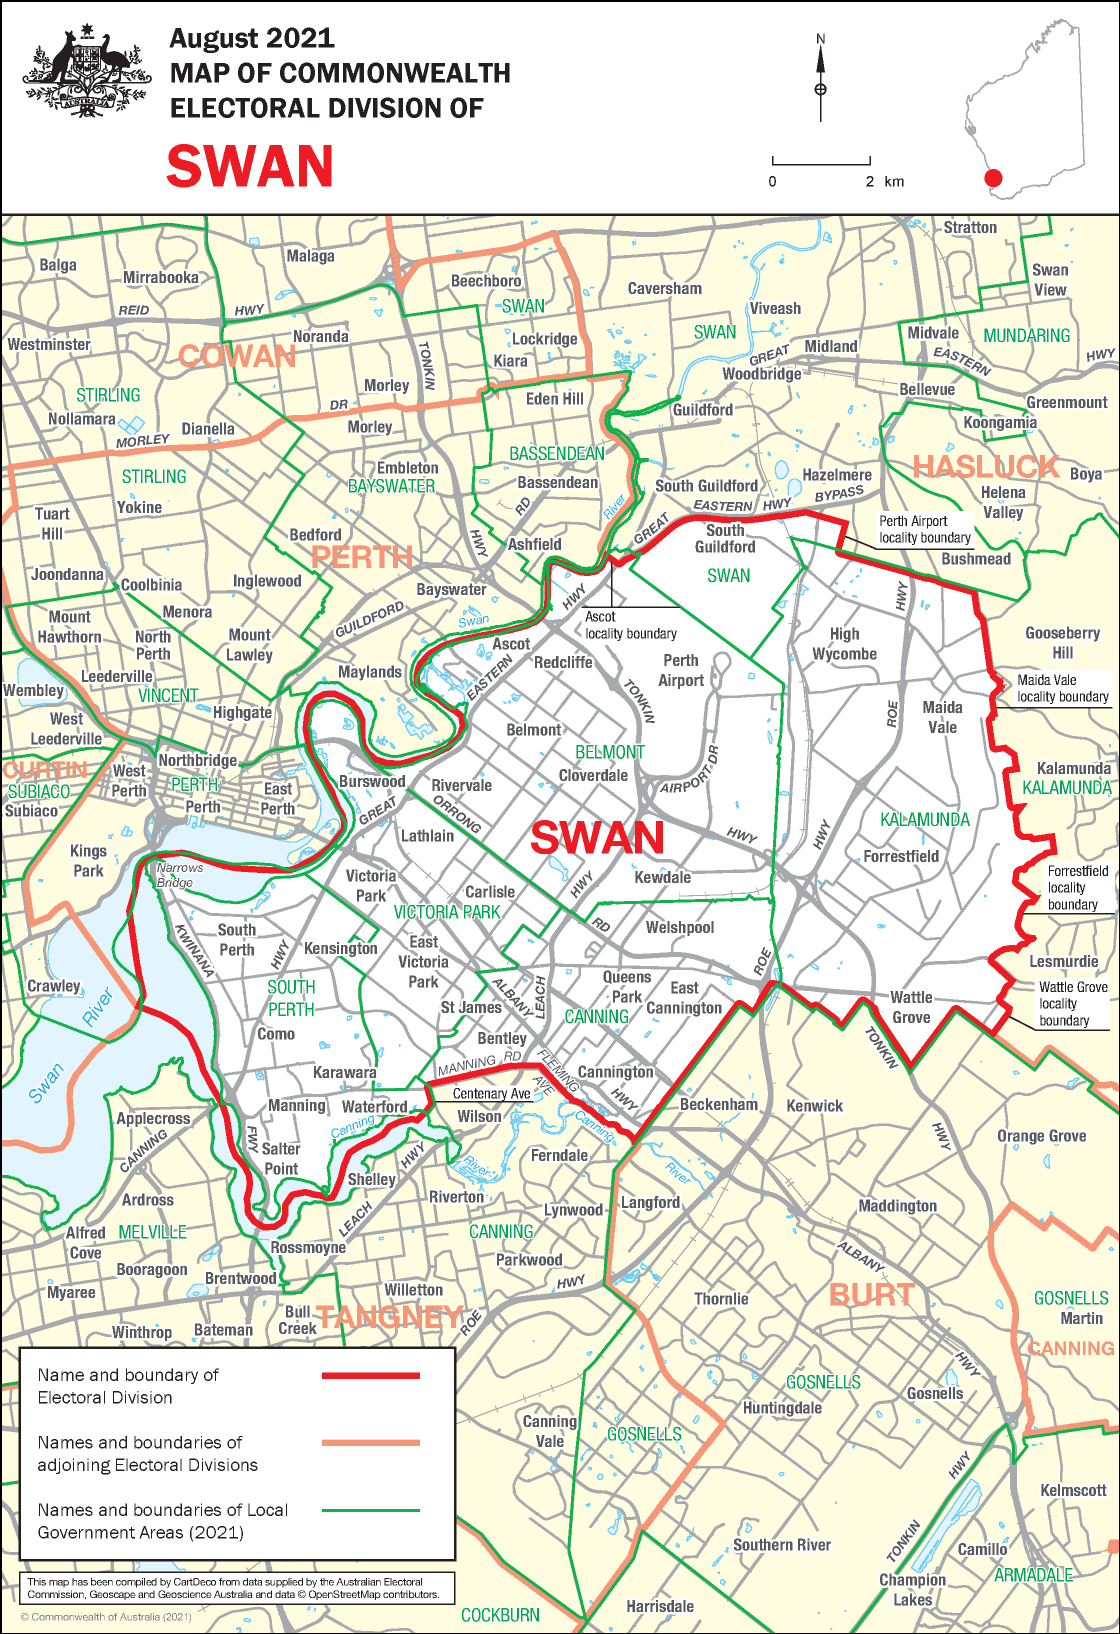 August 2021
MAP OF COMMONWEALTH
ELECTORAL DIVISION OF
SWAN
AUSTRALIA
N
0 2 km
Balga
Mirrabooka
Malaga
Beechboro
SWAN
Caversham
Stratton
Swan
View
REID
HWY
Westminster
Noranda
COWAN
Lockridge
Kiara
SWAN
Viveash
Midland
GREAT
Woodbridge
Midvale
EASTERN
HWY
MUNDARING
STIRLING
Nollamara
Dianella
MORLEY
DR
Morley
Morley
TONKIN
Eden Hill
Guildford
Bellevue
Greenmount
Koongamia
STIRLING
Yokine
Embleton
BAYSWATER
BASSENDEAN
Bassendean
RD
River
South Guildford
Hazelmere
BYPASS
HASLUCK
Boya
Helena
Valley
Tuart
Hill
Bedford
PERTH
HWY
Ashfield
GREAT
EASTERN HWY
South
Guildford
Perth Airport
locality boundary
Bushmead
Joondanna
Coolbinia
Inglewood
Bayswater
SWAN
HWY
HWY
Mount
Hawthorn
Menora
North
Perth
Mount
Lawley
GUILDFORD
Swan
Ascot
Ascot
locality boundary
High
Wycombe
Gooseberry
Hill
Leederville
Wembley
VINCENT
Maylands
EASTERN
Redcliffe
Perth
Airport
Maida Vale
locality boundary
West
Leederville
Highgate
Belmont
TONKIN
ROE
Maida
Vale
CURTIN
SUBIACO
Subiaco
Northbridge
West
Perth
PERTH
Perth
East
Perth
Burswood
GREAT
Rivervale
ORRONG
BELMONT
Cloverdale
AIRPORT DR
Kalamunda
KALAMUNDA
Lathlain
SWAN
HWY
HWY
KALAMUNDA
Kings
Park
Narrows
Bridge
Victoria
Park
Carlisle
HWY
Kewdale
Forrestfield
Forrestfield
locality
boundary
VICTORIA PARK
RD
Welshpool
KWINANA
South
Perth
HWY
Kensington
East
Victoria
Park
ROE
Lesmurdie
Crawley
River
SOUTH
PERTH
St James
ALBANY
LEACH
Queens
Park
East
Cannington
CANNING
Wattle
Grove
Wattle Grove
locality
boundary
Como
Bentley
TONKIN
Swan
Karawara
MANNING RD
FLEMING
AVE
Cannington
HWY
Applecross
Manning
Waterford
Centenary Ave
Wilson
Beckenham
Kenwick
CANNING
FWY
Salter
Point
Canning
Canning
HWY
Orange Grove
River
Ferndale
River
Shelley
HWY
Ardross
Riverton
Langford
Maddington
Lynwood
Alfred
Cove
MELVILLE
LEACH
CANNING
Booragoon
Rossmoyne
Parkwood
ALBANY
Myaree
Brentwood
Willetton
HWY
Thornlie
BURT
GOSNELLS
Martin
Winthrop
Bateman
Bull
Creek
TANGNEY
ROE
HWY
CANNING
Name and boundary of
Electoral Division
Names and boundaries of
adjoining Electoral Divisions
Names and boundaries of Local
Government Areas (2021)
GOSNELLS
Gosnells
Huntingdale
Canning
Vale
GOSNELLS
HWY
Kelmscott
Southern River
TONKIN
Camillo
ARMADALE
Champion
Lakes
This map has been compiled by CartDeco from data supplied by the Australian Electoral
Commission, Geoscape and Geoscience Australia and data © OpenStreetMap contributors.
© Commonwealth of Australia (2021)
COCKBURN
Harrisdale